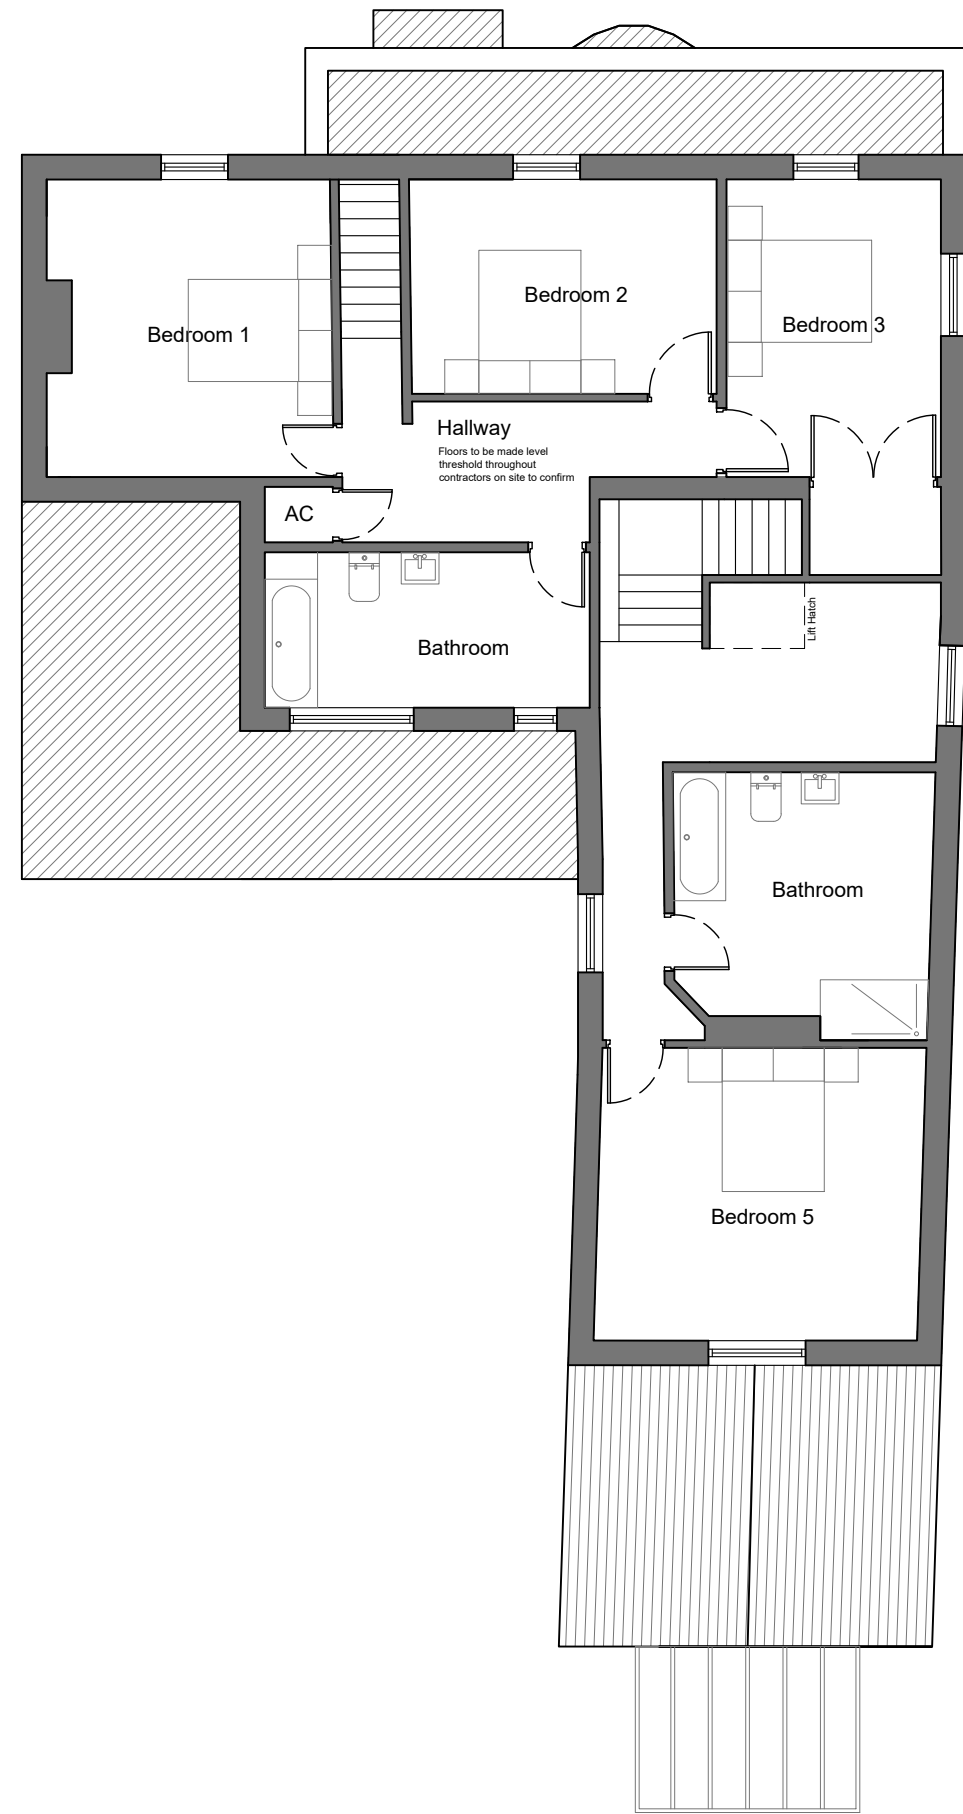 Bedroom 1
Bedroom 2
Bedroom 3
Hallway
Floors to be made level
threshold throughout
contractors on site to confirm
AC
Bathroom
Lift Hatch
Bathroom
Bedroom 5